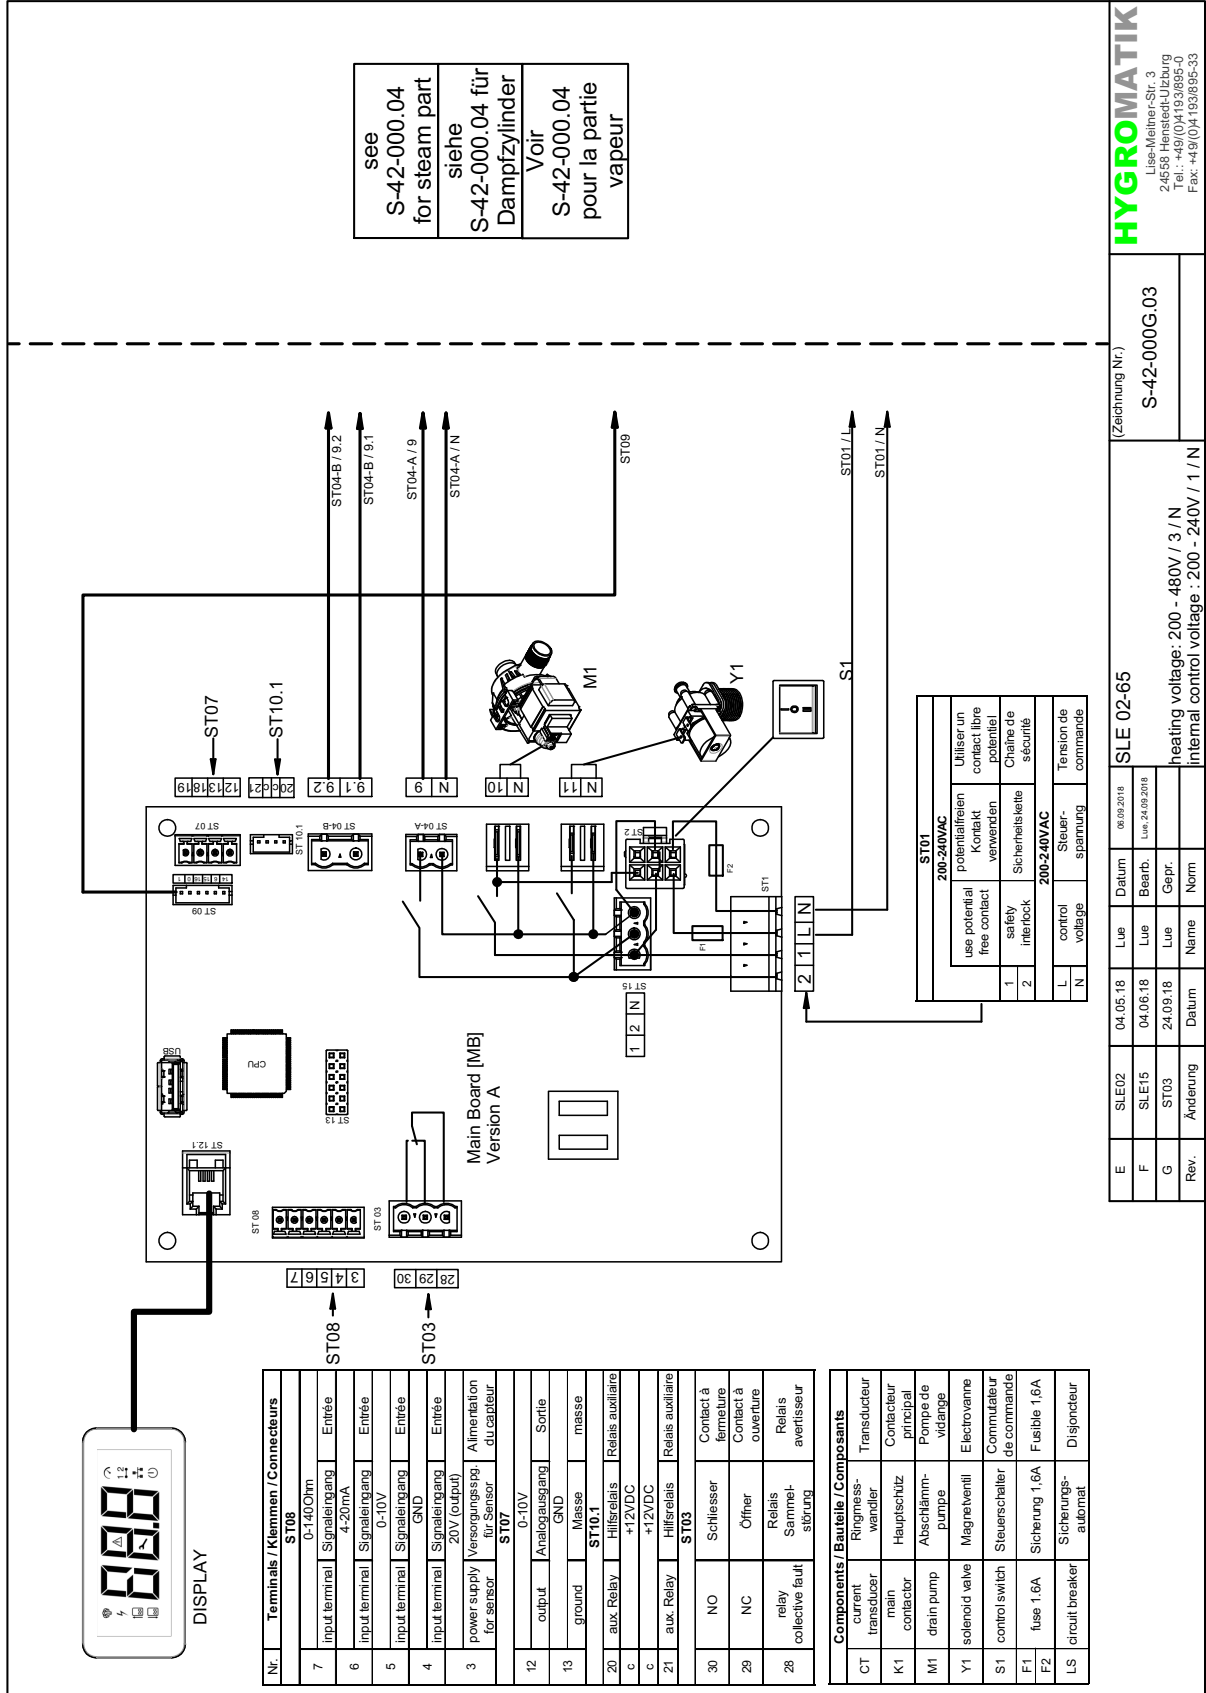 DISPLAY
1.2
Nr.
Terminals / Klemmen / Connecteurs
ST08
7
0-140Ohm
input terminal
Signaleingang
Entrée
6
4-20mA
input terminal
Signaleingang
Entrée
5
0-10V
input terminal
Signaleingang
Entrée
4
GND
input terminal
Signaleingang
Entrée
3
20V (output)
power supply for sensor
Versorgungsspg. für Sensor
Alimentation du capteur
ST07
12
0-10V
output
Analogausgang
Sortie
13
GND
ground
Masse
masse
ST10.1
20
aux. Relay
Hilfsrelais
Relais auxiliaire
c
+12VDC
c
+12VDC
21
aux. Relay
Hilfsrelais
Relais auxiliaire
ST03
30
NO
Schliesser
Contact à fermeture
29
NC
Öffner
Contact à ouverture
28
relay collective fault
Relais Sammel-störung
Relais avertisseur
Components / Bauteile / Composants
CT
current transducer
Ringmess-wandler
Transducteur
K1
main contactor
Hauptschütz
Contacteur principal
M1
drain pump
Abschlämm-pumpe
Pompe de vidange
Y1
solenoid valve
Magnetventil
Electrovanne
S1
control switch
Steuerschalter
Commutateur de commande
F1
F2
fuse 1.6A
Sicherung 1,6A
Fusible 1,6A
LS
circuit breaker
Sicherungs-automat
Disjoncteur
ST08
7 6 5 4 3
ST03
30 29 28
ST 12.1
USB
CPU
ST 13
ST 08
ST 03
Main Board [MB]
Version A
ST 09
ST 07
ST 10.1
ST 04-B
ST 04-A
ST 2
ST 15
1 2 N
F1
F2
ST1
2 1 L N
12 13 18 19
ST07
20 c c 21
ST10.1
9.2 9.1
9 N
10 N
11 N
M1
Y1
S1
ST04-B / 9.2
ST04-B / 9.1
ST04-A / 9
ST04-A / N
ST09
ST01 / L
ST01 / N
ST01
200-240VAC
use potential free contact
potentialfreien Kontakt verwenden
Utiliser un contact libre potentiel
1
2
safety interlock
Sicherheitskette
Chaîne de sécurité
200-240VAC
L
N
control voltage
Steuer-spannung
Tension de commande
see
S-42-000.04
for steam part
siehe
S-42-000.04 für
Dampfzylinder
Voir
S-42-000.04
pour la partie
vapeur
E
SLE02
04.05.18
Lue
Datum
06.09.2018
F
SLE15
04.06.18
Lue
Bearb.
Lue, 24.09.2018
G
ST03
24.09.18
Lue
Gepr.
Rev.
Änderung
Datum
Name
Norm
SLE 02-65
heating voltage: 200 - 480V / 3 / N
internal control voltage : 200 - 240V / 1 / N
(Zeichnung Nr.)
S-42-000G.03
HYGROMATIK
Lise-Meitner-Str. 3
24558 Henstedt-Ulzburg
Tel.: +49/(0)4193/895-0
Fax: +49/(0)4193/895-33